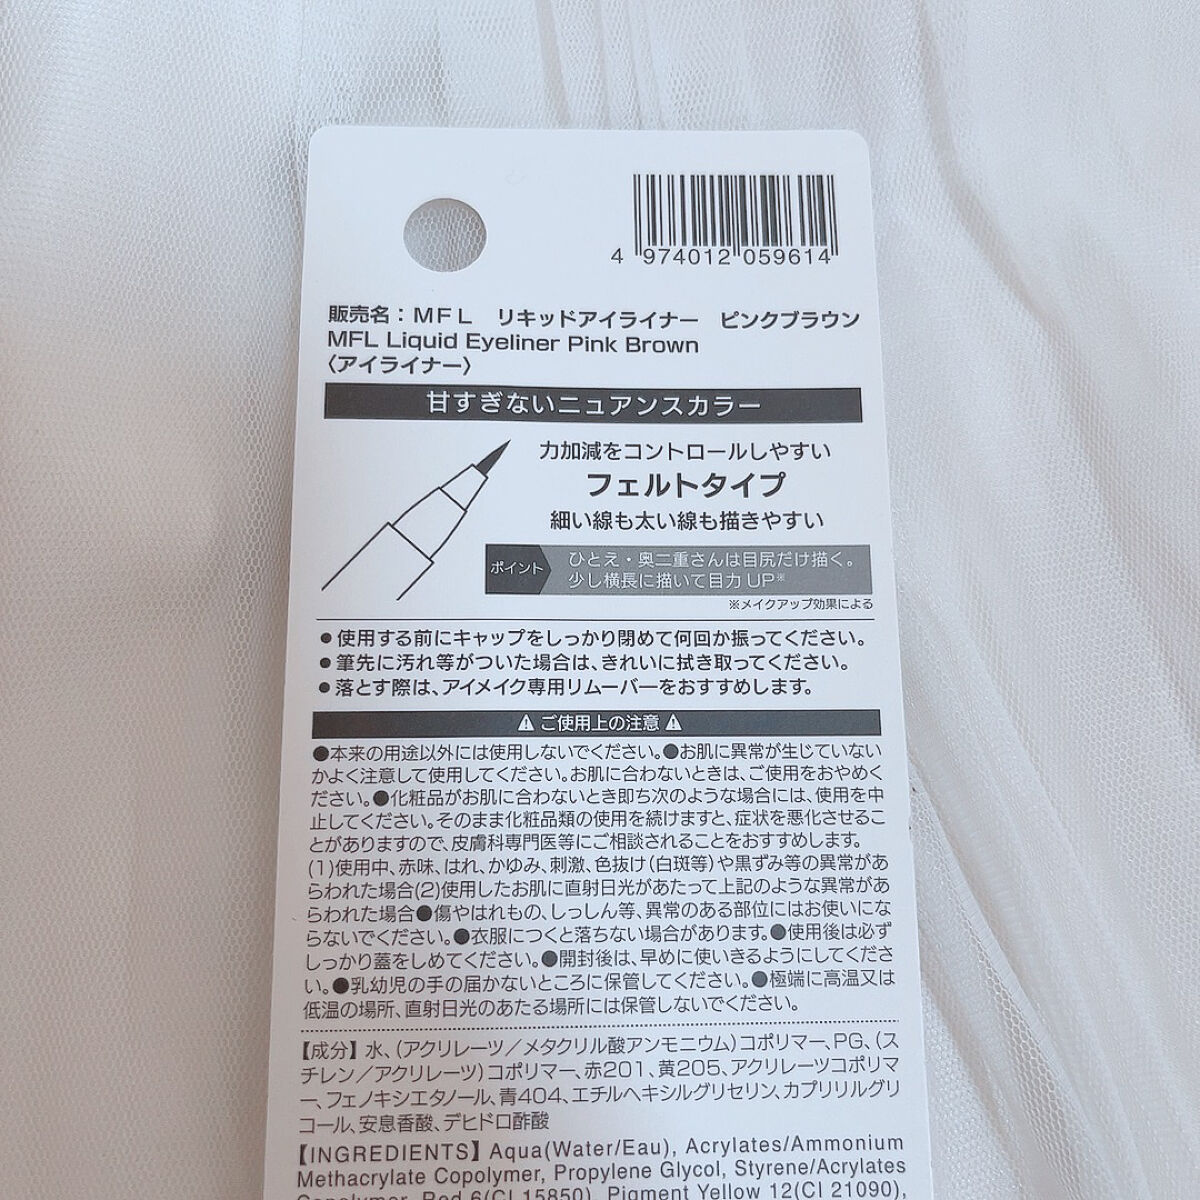 4 974012 059614
販売名：ＭＦＬ　リキッドアイライナー　ピンクブラウン
MFL Liquid Eyeliner Pink Brown
〈アイライナー〉
甘すぎないニュアンスカラー
力加減をコントロールしやすい
フェルトタイプ
細い線も太い線も描きやすい
ポイント
ひとえ・奥二重さんは目尻だけ描く。
少し横長に描いて目力UP※
※メイクアップ効果による
●使用する前にキャップをしっかり閉めて何回か振ってください。
●筆先に汚れ等がついた場合は、きれいに拭き取ってください。
●落とす際は、アイメイク専用リムーバーをおすすめします。
⚠ご使用上の注意⚠
●本来の用途以外には使用しないでください。●お肌に異常が生じていない
かよく注意して使用してください。お肌に合わないときは、ご使用をおやめく
ださい。●化粧品がお肌に合わないとき即ち次のような場合には、使用を中
止してください。そのまま化粧品類の使用を続けますと、症状を悪化させるこ
とがありますので、皮膚科専門医等にご相談されることをおすすめします。
(1)使用中、赤味、はれ、かゆみ、刺激、色抜け（白斑等）や黒ずみ等の異常があ
らわれた場合(2)使用したお肌に直射日光があたって上記のような異常があ
らわれた場合●傷やはれもの、しっしん等、異常のある部位にはお使いにな
らないでください。●衣服につくと落ちない場合があります。●使用後は必ず
しっかり蓋をしめてください。●開封後は、早めに使いきるようにしてくださ
い。●乳幼児の手の届かないところに保管してください。●極端に高温又は
低温の場所、直射日光のあたる場所には保管しないでください。
【成分】水、（アクリレーツ／メタクリル酸アンモニウム）コポリマー、PG、（ス
チレン／アクリレーツ）コポリマー、赤201、黄205、アクリレーツコポリマ
ー、フェノキシエタノール、青404、エチルヘキシルグリセリン、カプリリルグリ
コール、安息香酸、デヒドロ酢酸
【INGREDIENTS】Aqua(Water/Eau), Acrylates/Ammonium
Methacrylate Copolymer, Propylene Glycol, Styrene/Acrylates
Copolymer, Red 6(CI 15850), Pigment Yellow 12(CI 21090),